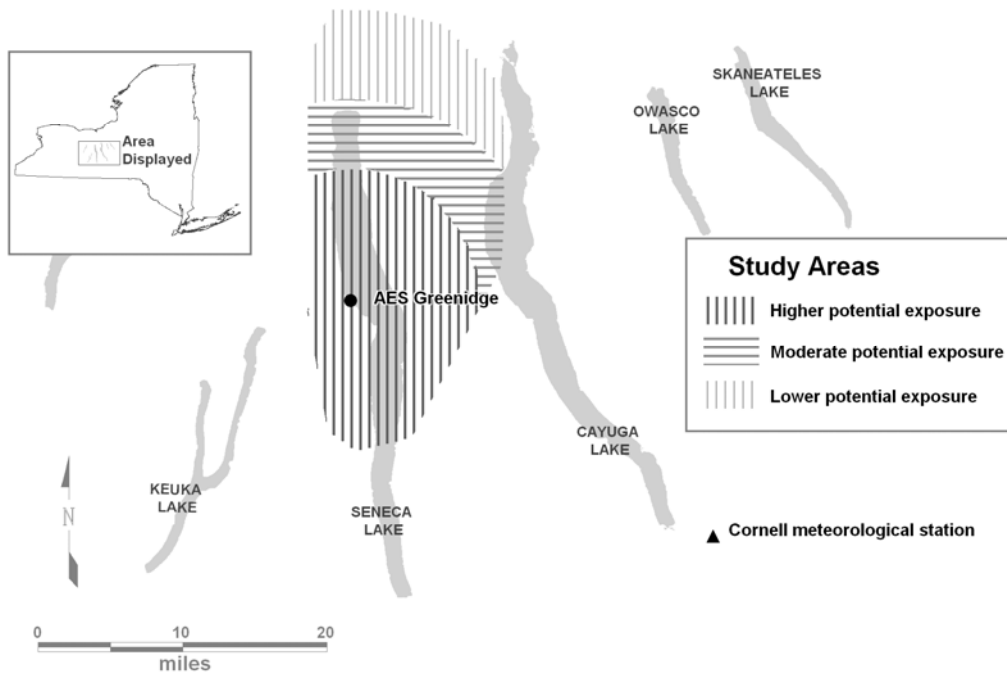 Area
Displayed
SKANEATELES
LAKE
OWASCO
LAKE
AES Greenidge
Study Areas
Higher potential exposure
Moderate potential exposure
Lower potential exposure
KEUKA
LAKE
SENECA
LAKE
CAYUGA
LAKE
N
Cornell meteorological station
0 10 20
miles